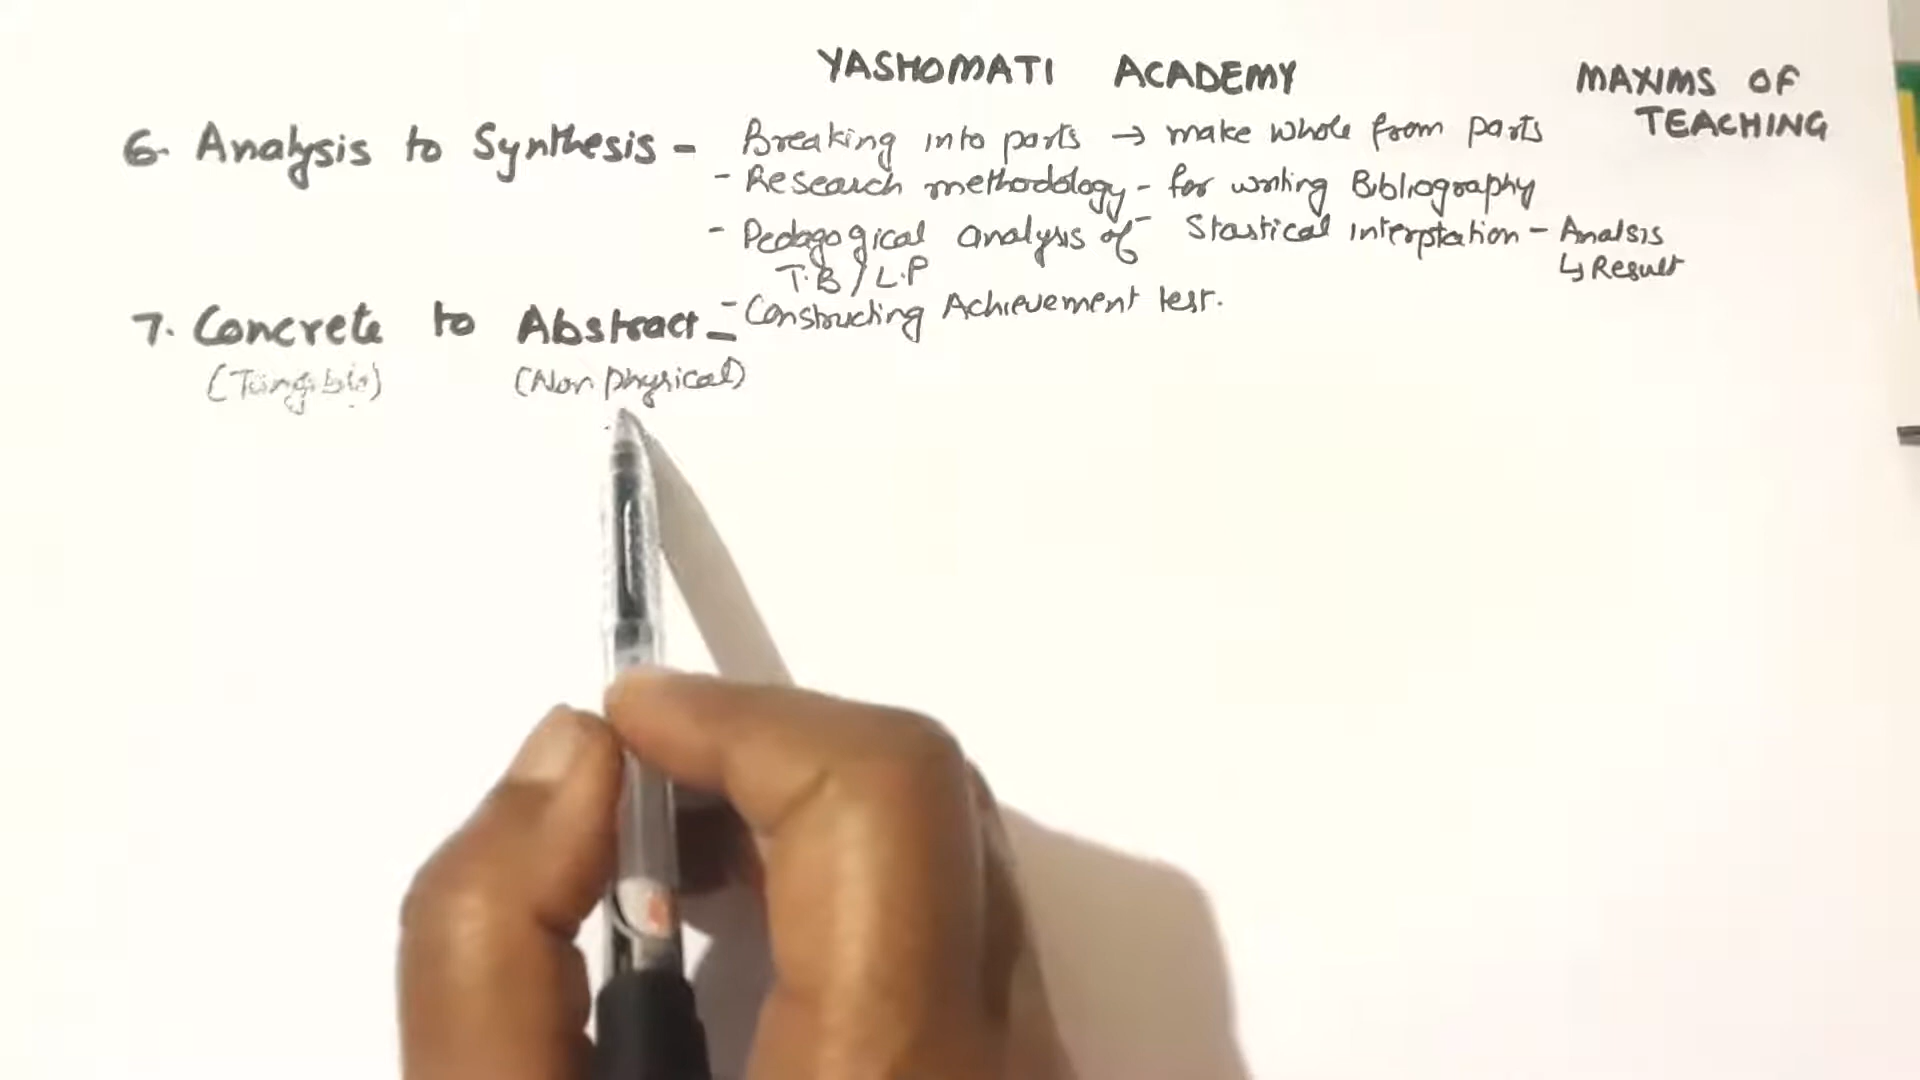 YASHOMATI ACADEMY
MAXIMS OF
TEACHING
6. Analysis to Synthesis - Breaking into parts → make whole from parts
- Research methodology - for writing Bibliography
- Pedagogical analysis of - Stastical interptation - Analsis
T.B / L.P
↳ Result
7. Concrete to Abstract - - Constructing Achievement test.
(Tangible) (Non physical)